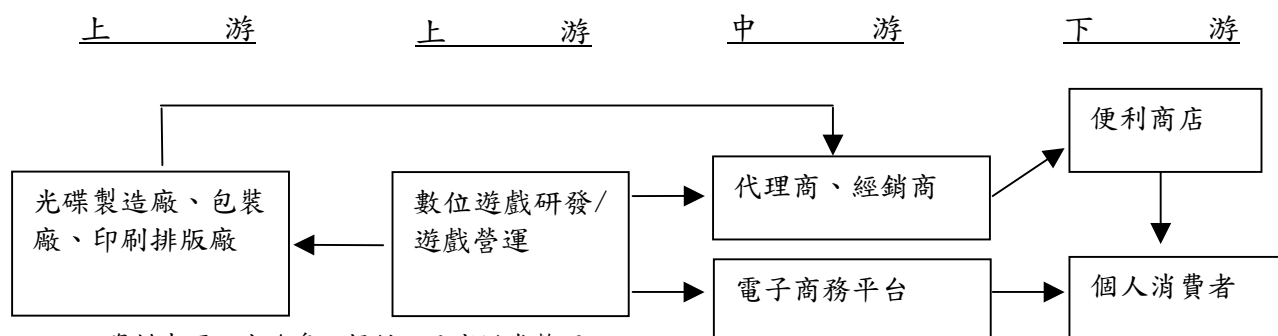 上游 上游 中游 下游
便利商店
光碟製造廠、包裝
廠、印刷排版廠
數位遊戲研發/
遊戲營運
代理商、經銷商
電子商務平台
個人消費者